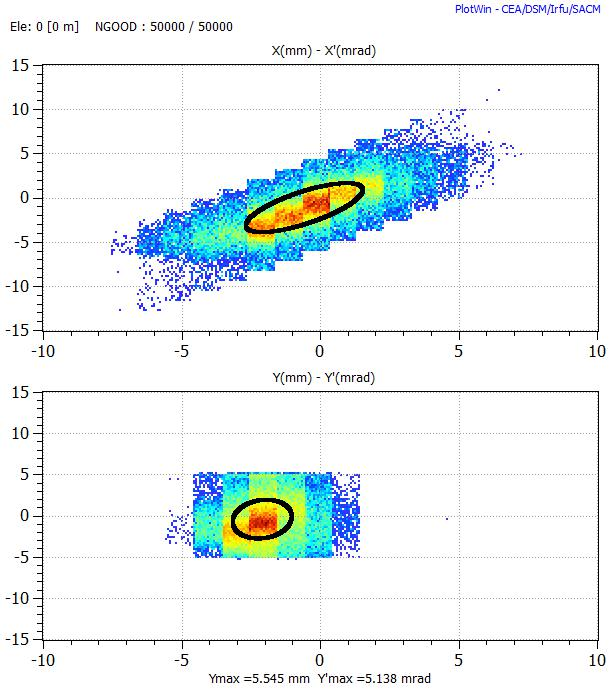 PlotWin - CEA/DSM/Irfu/SACM
Ele: 0 [0 m] NGOOD : 50000 / 50000
X(mm) - X'(mrad)
15
10
5
0
-5
-10
-15
-10 -5 0 5 10
Y(mm) - Y'(mrad)
15
10
5
0
-5
-10
-15
-10 -5 0 5 10
Ymax =5.545 mm Y'max =5.138 mrad